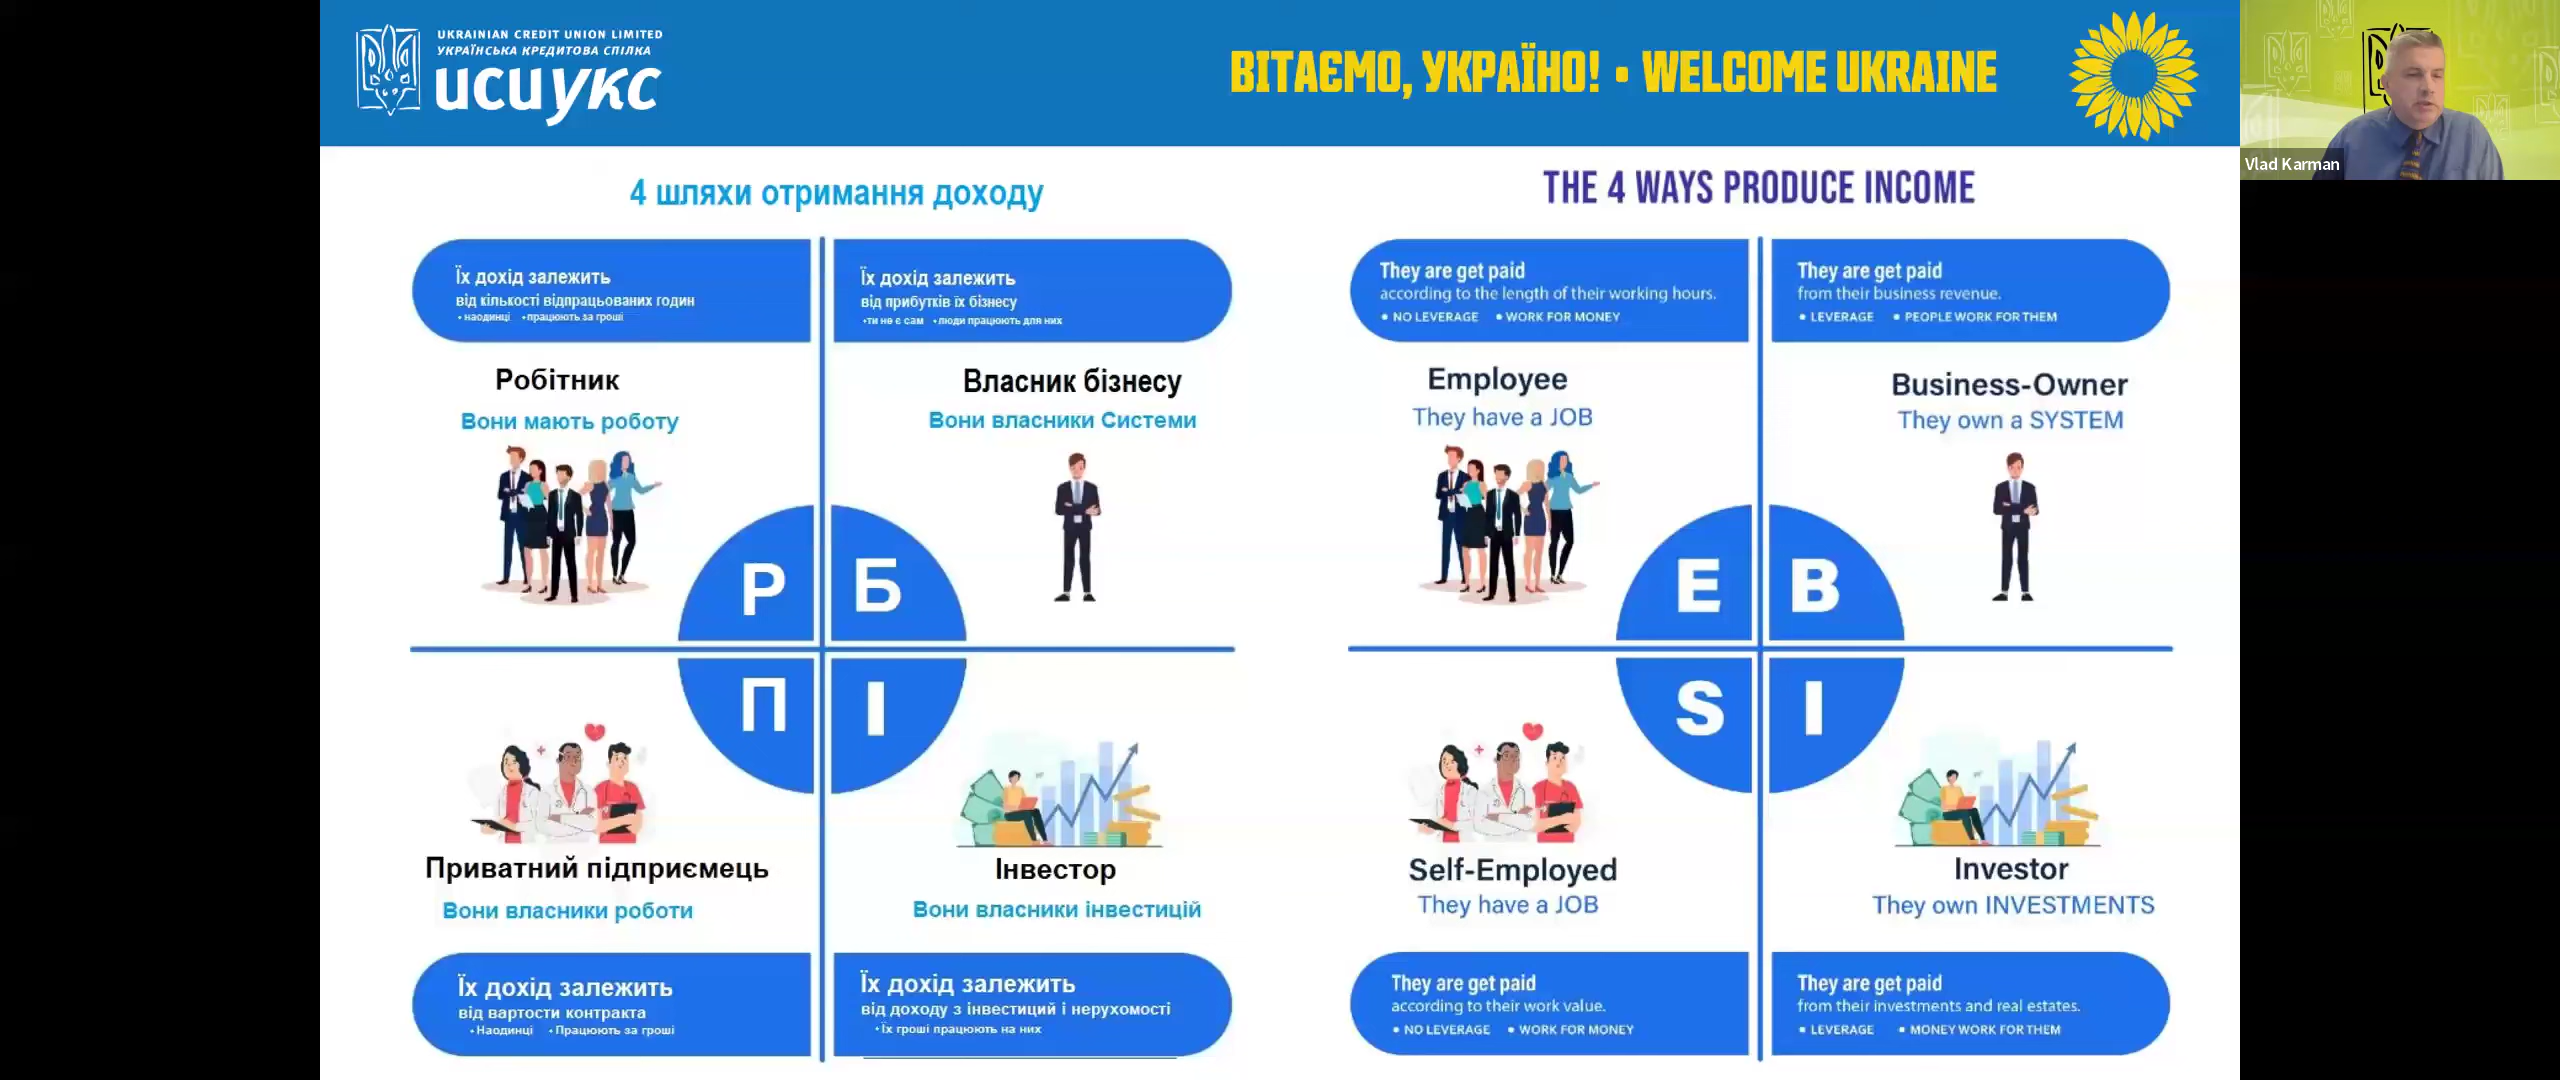 UKRAINIAN CREDIT UNION LIMITED
УКРАЇНСЬКА КРЕДИТОВА СПІЛКА
UCUУКС
ВІТАЄМО, УКРАЇНО! • WELCOME UKRAINE
Vlad Karman
4 шляхи отримання доходу
Їх дохід залежить
від кількості відпрацьованих годин
• наодинці • працюють за гроші
Їх дохід залежить
від прибутків їх бізнесу
• ти не є сам • люди працюють для них
Робітник
Вони мають роботу
Власник бізнесу
Вони власники Системи
Р Б
П І
Приватний підприємець
Вони власники роботи
Інвестор
Вони власники інвестицій
Їх дохід залежить
від вартости контракта
• Наодинці • Працюють за гроші
Їх дохід залежить
від доходу з інвестиций і нерухомості
• Їх гроші працюють на них
THE 4 WAYS PRODUCE INCOME
They are get paid
according to the length of their working hours.
• NO LEVERAGE • WORK FOR MONEY
They are get paid
from their business revenue.
• LEVERAGE • PEOPLE WORK FOR THEM
Employee
They have a JOB
Business-Owner
They own a SYSTEM
E B
S I
Self-Employed
They have a JOB
Investor
They own INVESTMENTS
They are get paid
according to their work value.
• NO LEVERAGE • WORK FOR MONEY
They are get paid
from their investments and real estates.
• LEVERAGE • MONEY WORK FOR THEM